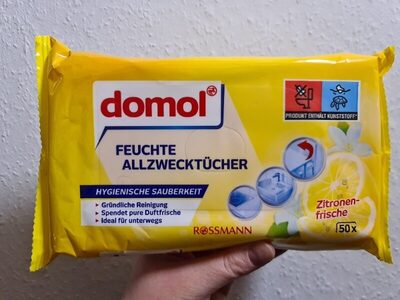 domol
FEUCHTE
ALLZWECKTÜCHER
HYGIENISCHE SAUBERKEIT
Gründliche Reinigung
Spendet pure Duftfrische
Ideal für unterwegs
ROSSMANN
PRODUKT ENTHÄLT KUNSTSTOFF*
Zitronen-
frische
50x